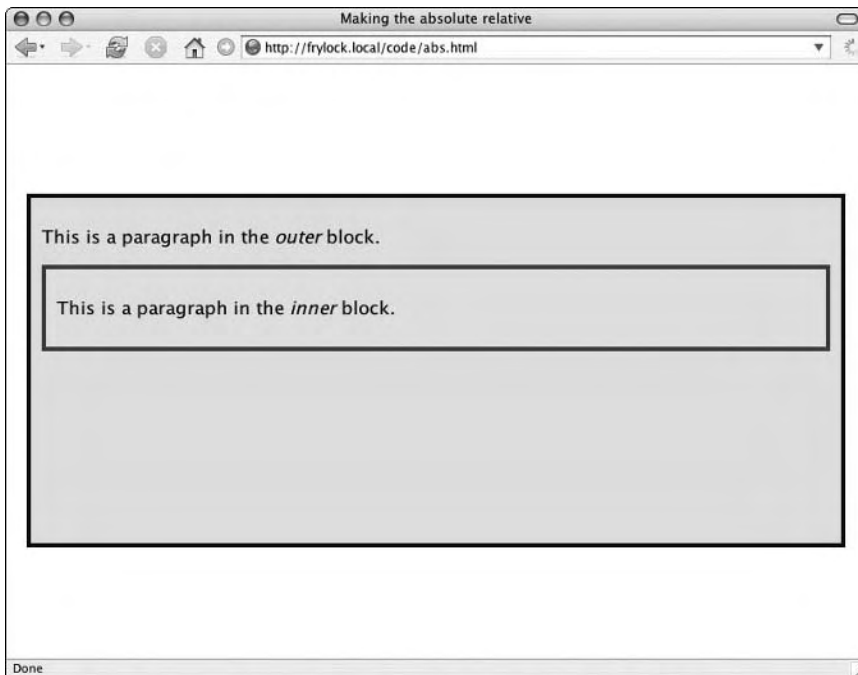 Making the absolute relative
http://frylock.local/code/abs.html
This is a paragraph in the outer block.
This is a paragraph in the inner block.
Done